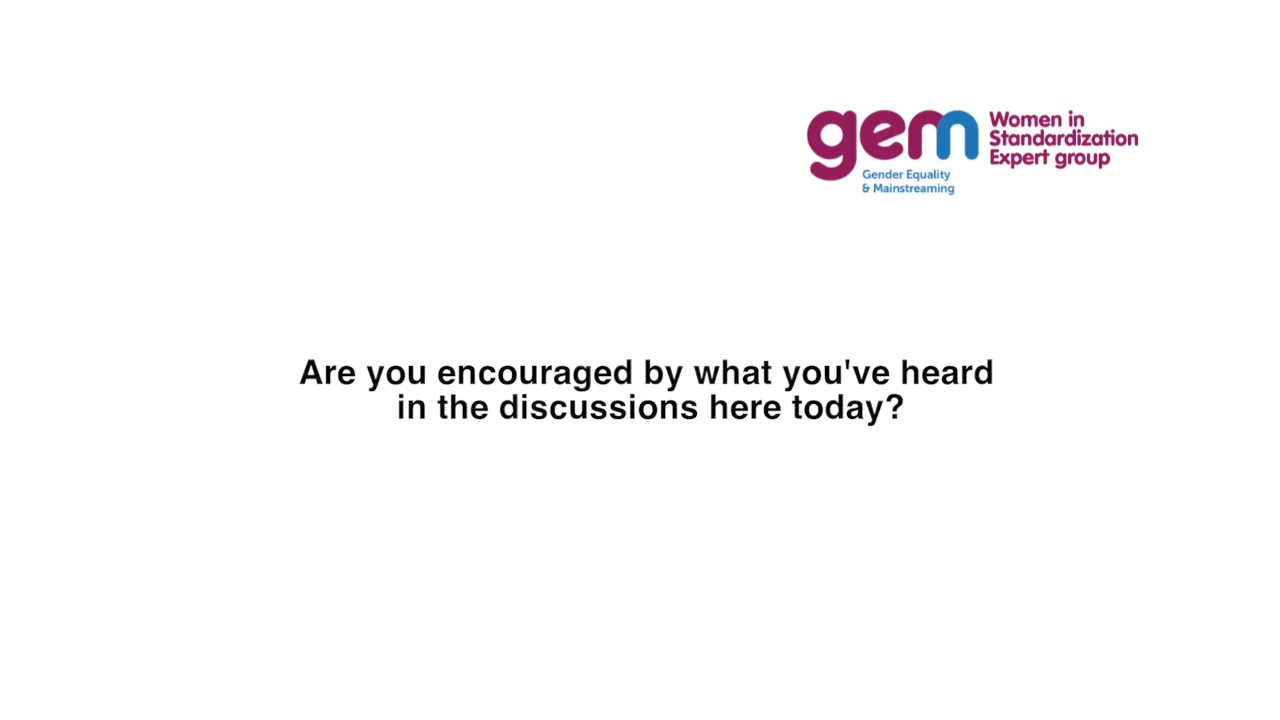 gem
Gender Equality
& Mainstreaming
Women in
Standardization
Expert group
Are you encouraged by what you've heard
in the discussions here today?